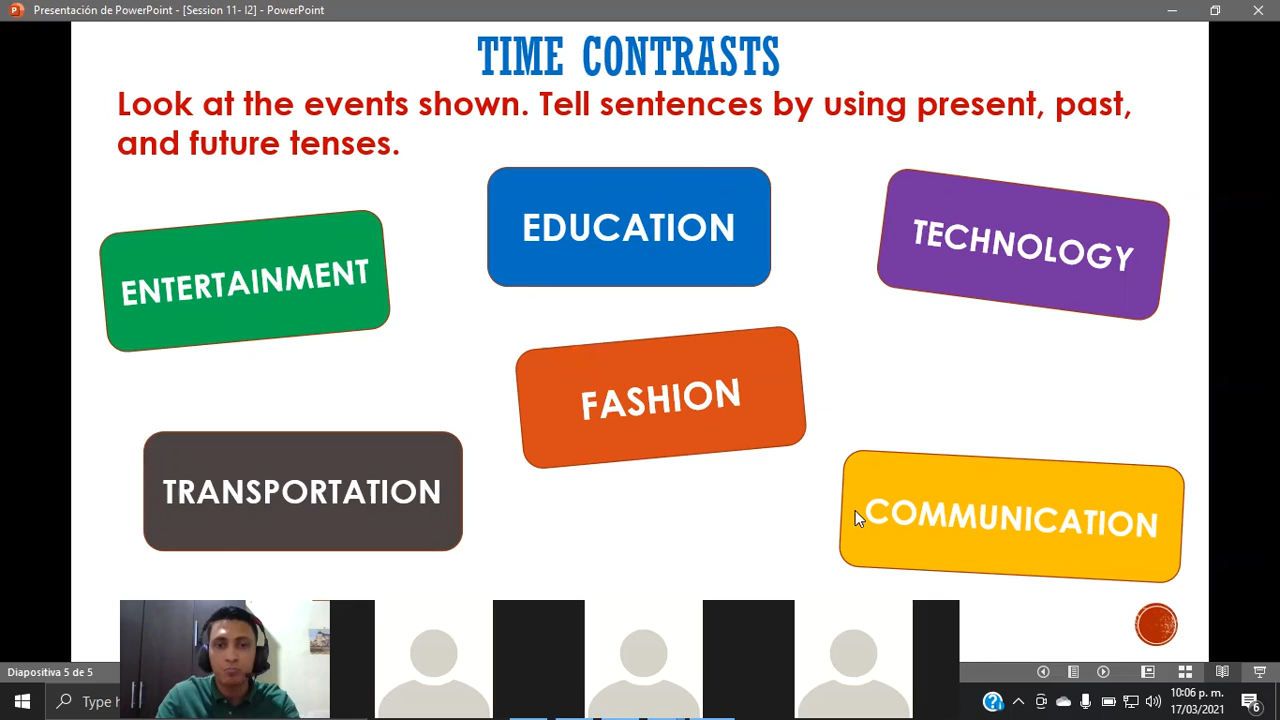 Presentación de PowerPoint - [Session 11- I2] - PowerPoint
TIME CONTRASTS
Look at the events shown. Tell sentences by using present, past,
and future tenses.
EDUCATION
TECHNOLOGY
ENTERTAINMENT
FASHION
TRANSPORTATION
COMMUNICATION
Diapositiva 5 de 5
Type h
10:06 p. m.
17/03/2021
6